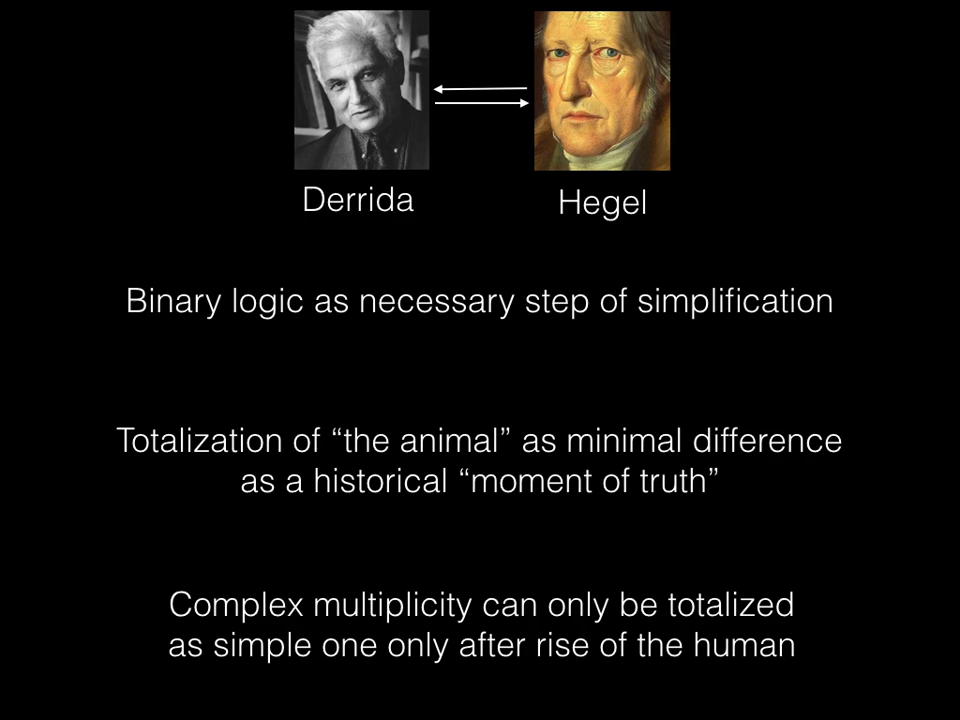 Derrida
Hegel
Binary logic as necessary step of simplification
Totalization of “the animal” as minimal difference
as a historical “moment of truth”
Complex multiplicity can only be totalized
as simple one only after rise of the human